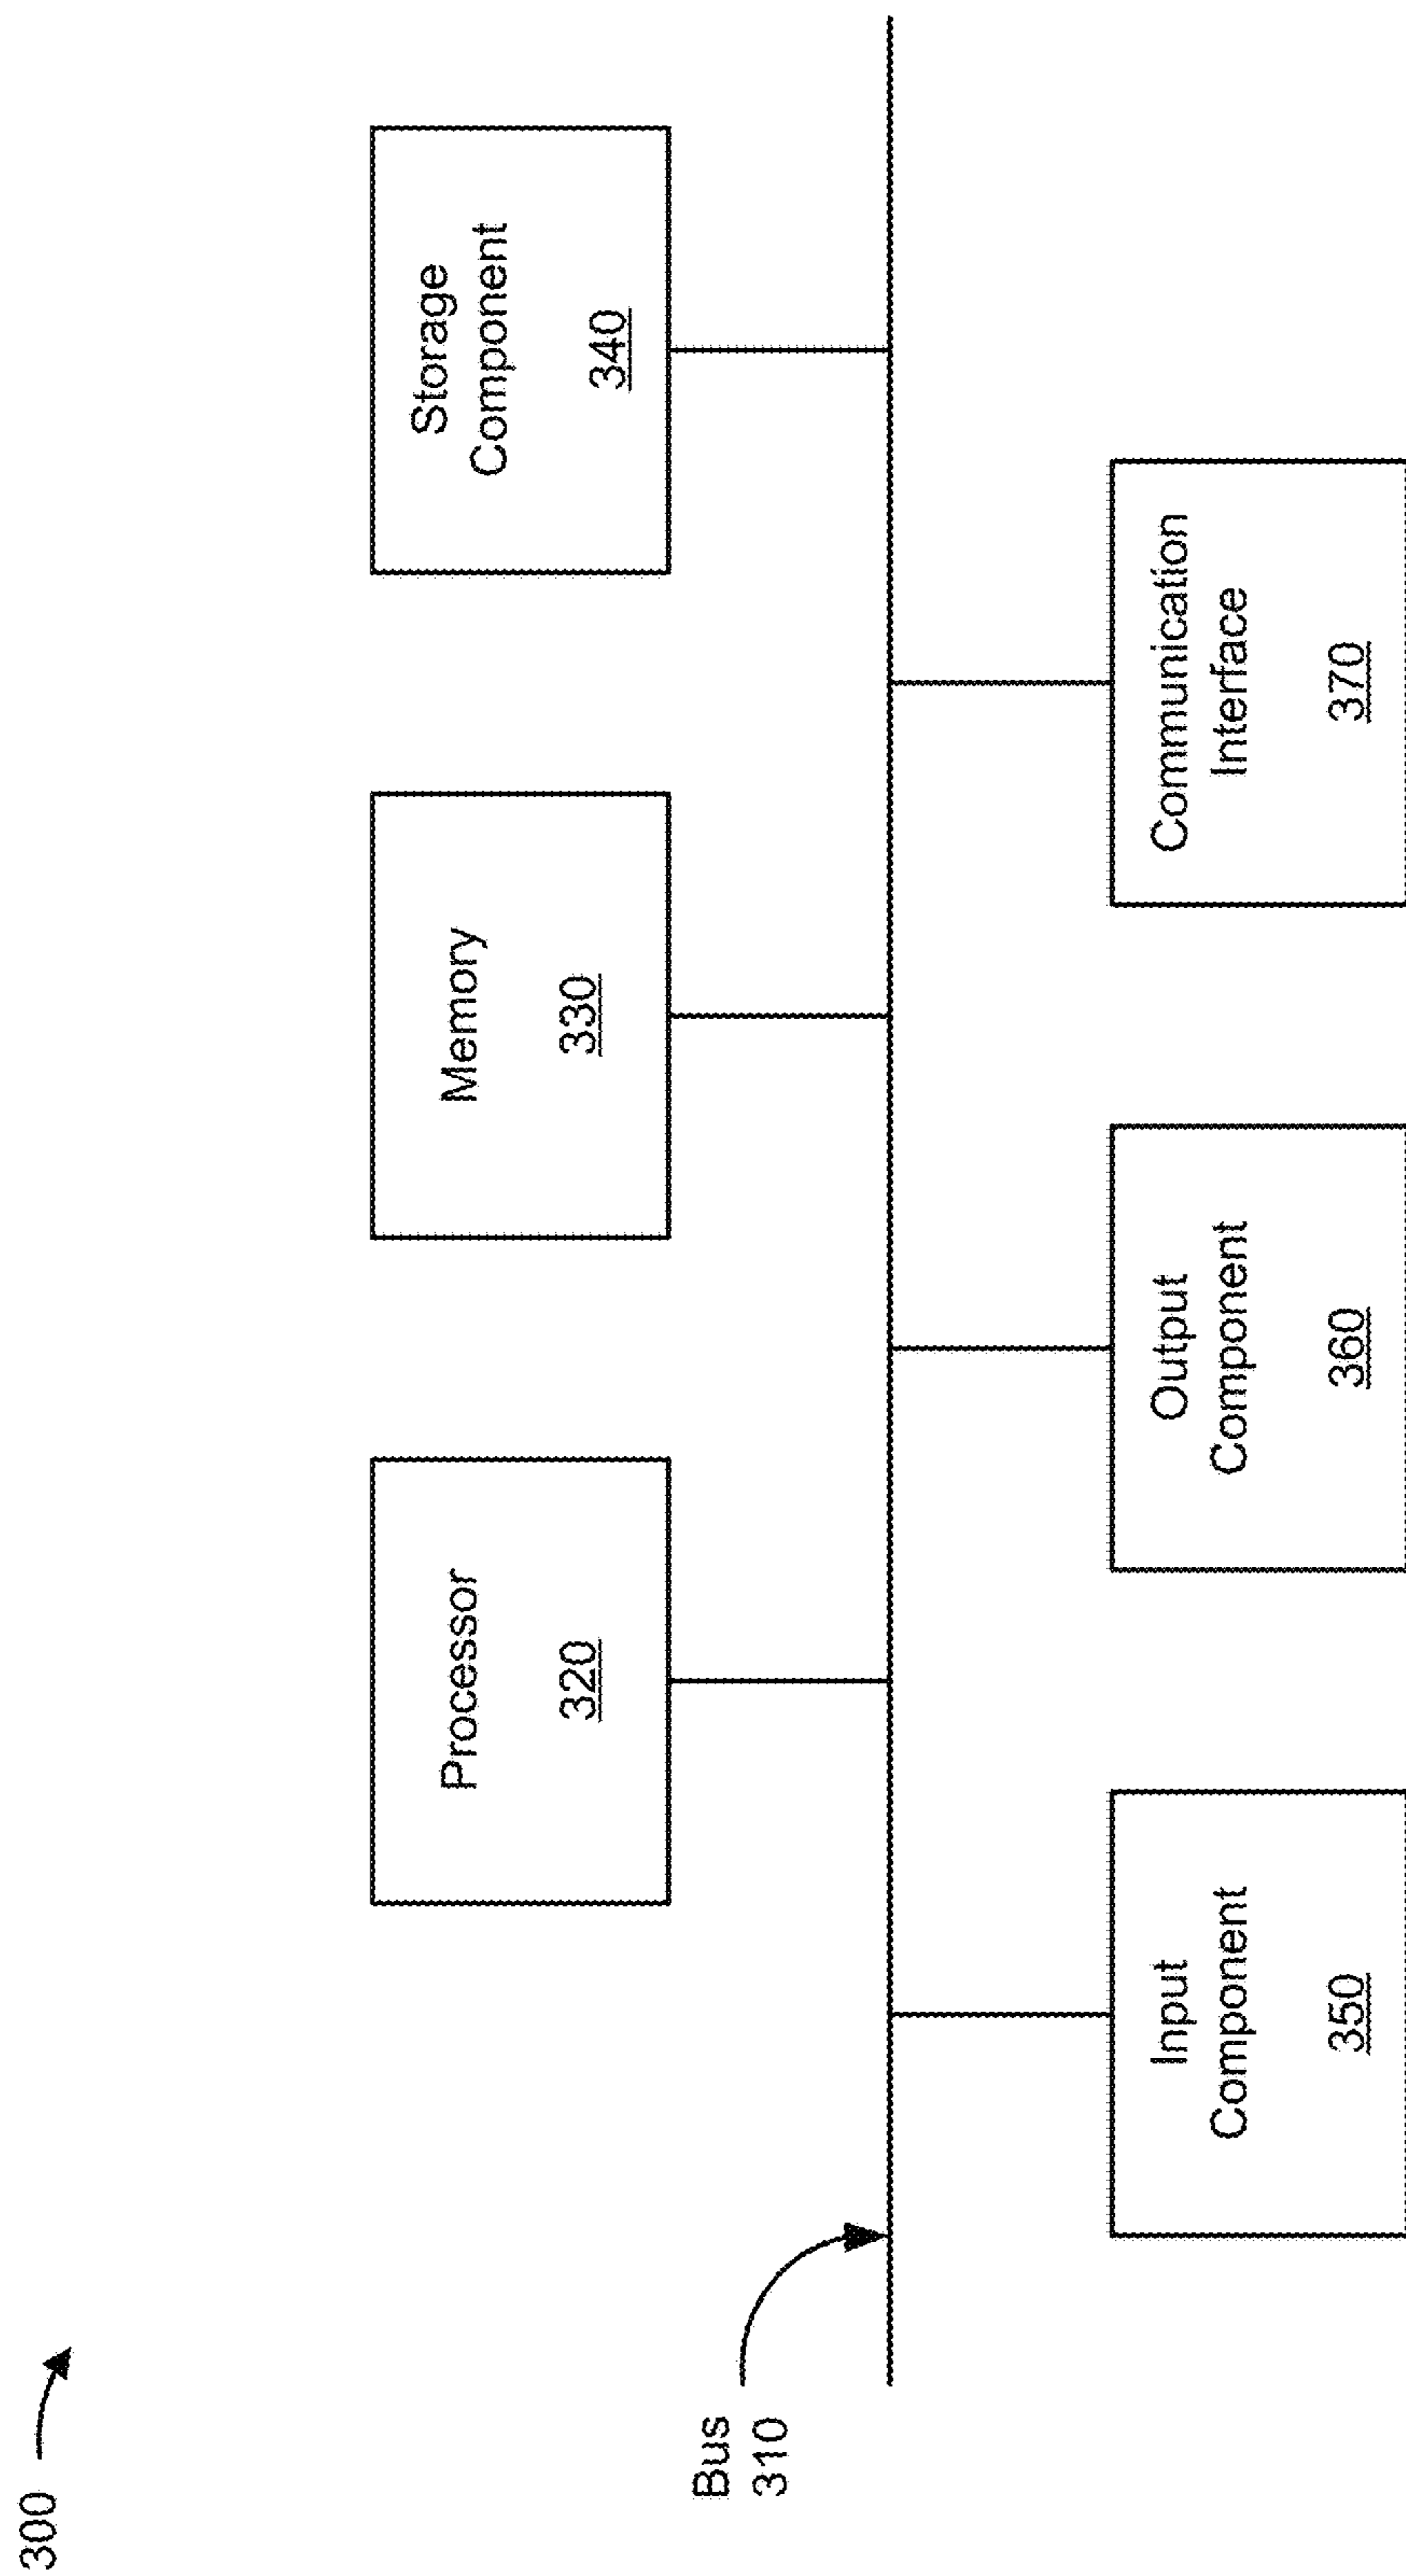 300
Processor
320
Memory
330
Storage
Component
340
Bus
310
Input
Component
350
Output
Component
360
Communication
Interface
370